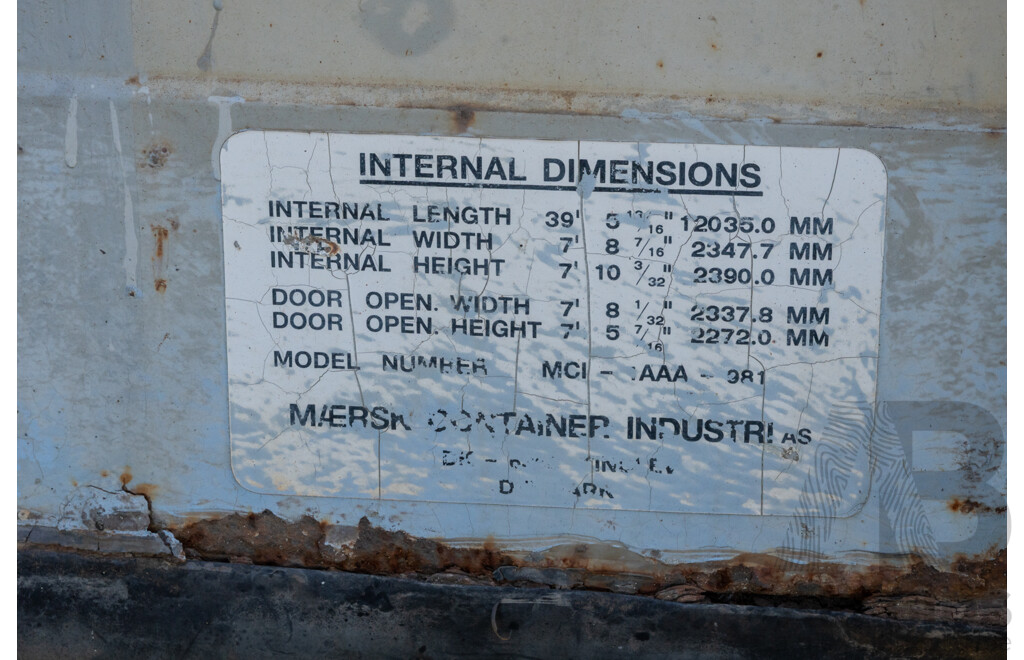 INTERNAL DIMENSIONS
INTERNAL LENGTH 39' 5 13/16" 12035.0 MM
INTERNAL WIDTH 7' 8 7/16" 2347.7 MM
INTERNAL HEIGHT 7' 10 3/32" 2390.0 MM
DOOR OPEN. WIDTH 7' 8 1/32" 2337.8 MM
DOOR OPEN. HEIGHT 7' 5 7/16" 2272.0 MM
MODEL NUMBER MCI - - 981
MÆRSK CONTAINER INDUSTRI AS
DK -